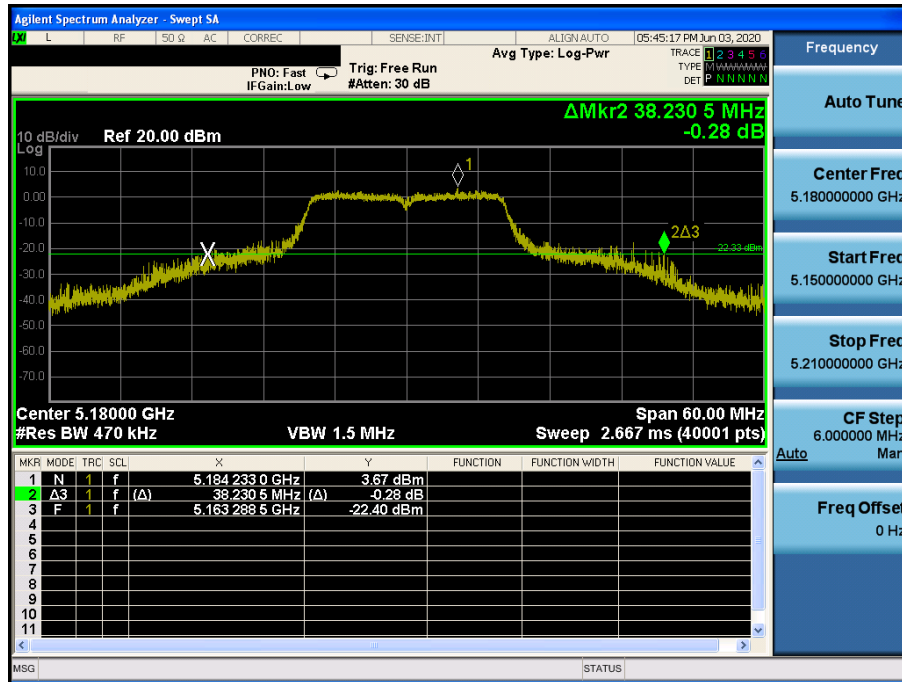 Agilent Spectrum Analyzer - Swept SA
LXI L RF 50 Ω AC CORREC SENSE:INT ALIGN AUTO 05:45:17 PM Jun 03, 2020
Frequency
PNO: Fast Trig: Free Run Avg Type: Log-Pwr TRACE 1 2 3 4 5 6
IFGain:Low #Atten: 30 dB TYPE M WWWWW
DET P N N N N N
Auto Tune
ΔMkr2 38.230 5 MHz
-0.28 dB
10 dB/div Ref 20.00 dBm
Log
10.0
0.00
-10.0
-20.0
-30.0
-40.0
-50.0
-60.0
-70.0
1
2Δ3
-22.33 dBm
Center Freq
5.180000000 GHz
Start Freq
5.150000000 GHz
Stop Freq
5.210000000 GHz
Center 5.18000 GHz Span 60.00 MHz
#Res BW 470 kHz VBW 1.5 MHz Sweep 2.667 ms (40001 pts)
CF Step
6.000000 MHz
Auto Man
Freq Offset
0 Hz
MKR MODE TRC SCL X Y FUNCTION FUNCTION WIDTH FUNCTION VALUE
1 N 1 f 5.184 233 0 GHz 3.67 dBm
2 Δ3 1 f (Δ) 38.230 5 MHz (Δ) -0.28 dB
3 F 1 f 5.163 288 5 GHz -22.40 dBm
4
5
6
7
8
9
10
11
MSG STATUS